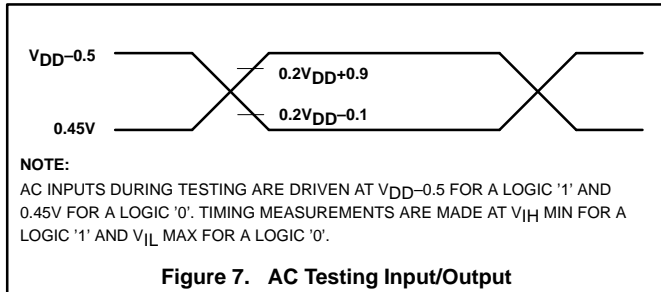 VDD–0.5
0.2VDD+0.9
0.2VDD–0.1
0.45V
NOTE:
AC INPUTS DURING TESTING ARE DRIVEN AT VDD–0.5 FOR A LOGIC '1' AND
0.45V FOR A LOGIC '0'. TIMING MEASUREMENTS ARE MADE AT VIH MIN FOR A
LOGIC '1' AND VIL MAX FOR A LOGIC '0'.
Figure 7. AC Testing Input/Output